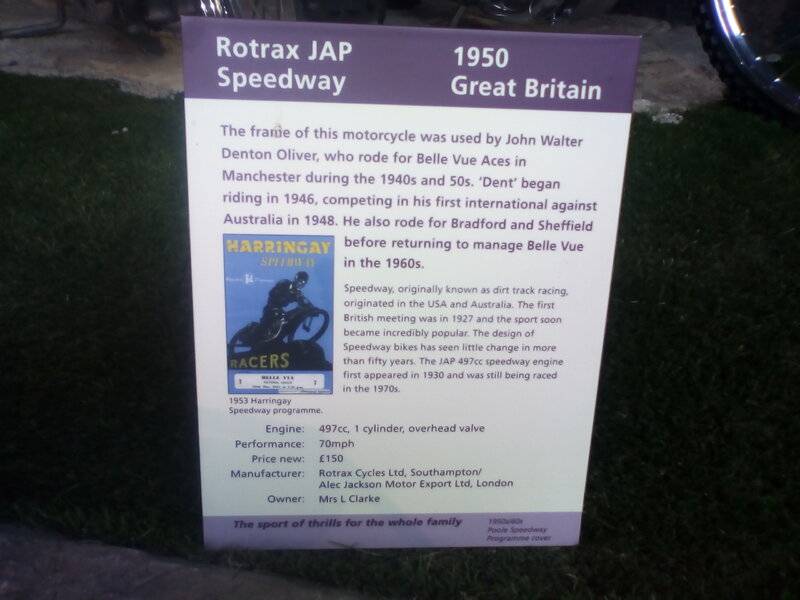 Rotrax JAP 1950
Speedway Great Britain
The frame of this motorcycle was used by John Walter
Denton Oliver, who rode for Belle Vue Aces in
Manchester during the 1940s and 50s. 'Dent' began
riding in 1946, competing in his first international against
Australia in 1948. He also rode for Bradford and Sheffield
before returning to manage Belle Vue
in the 1960s.
HARRINGAY
SPEEDWAY
RACERS
BELLE VUE
Speedway, originally known as dirt track racing,
originated in the USA and Australia. The first
British meeting was in 1927 and the sport soon
became incredibly popular. The design of
Speedway bikes has seen little change in more
than fifty years. The JAP 497cc speedway engine
first appeared in 1930 and was still being raced
in the 1970s.
1953 Harringay
Speedway programme.
Engine: 497cc, 1 cylinder, overhead valve
Performance: 70mph
Price new: £150
Manufacturer: Rotrax Cycles Ltd, Southampton/
Alec Jackson Motor Export Ltd, London
Owner: Mrs L Clarke
The sport of thrills for the whole family
1950s/60s
Poole Speedway
Programme cover